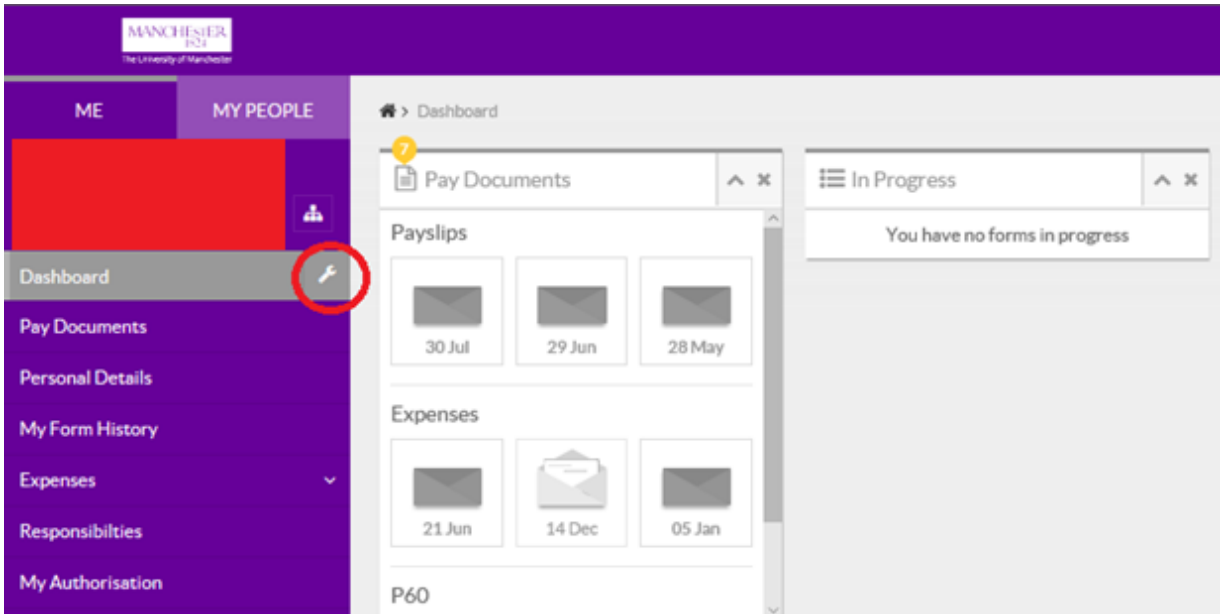 MANCHESTER
1824
The University of Manchester
ME
MY PEOPLE
Dashboard
Pay Documents
Personal Details
My Form History
Expenses
Responsibilties
My Authorisation
> Dashboard
7
Pay Documents
Payslips
30 Jul
29 Jun
28 May
Expenses
21 Jun
14 Dec
05 Jan
P60
In Progress
You have no forms in progress